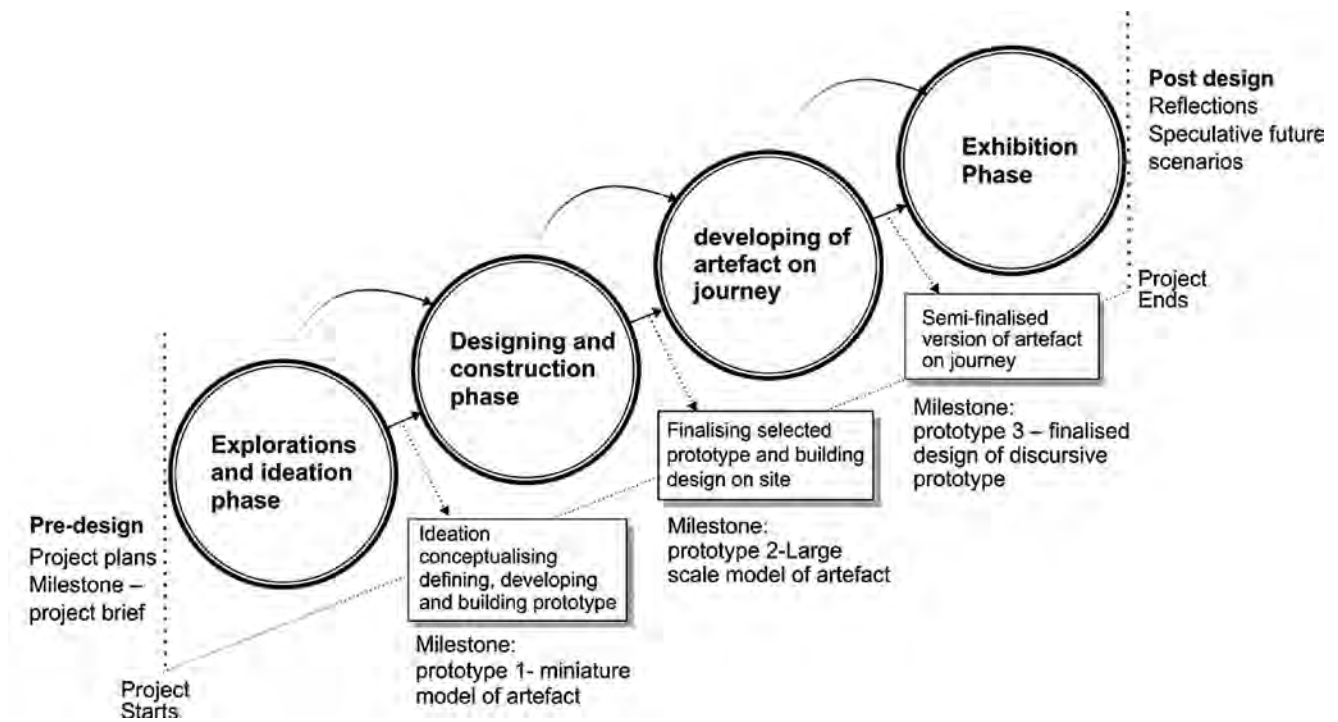 Pre-design
Project plans
Milestone –
project brief
Project
Starts
Explorations
and ideation
phase
Ideation
conceptualising
defining, developing
and building prototype
Milestone:
prototype 1- miniature
model of artefact
Designing and
construction
phase
Finalising selected
prototype and building
design on site
Milestone:
prototype 2-Large
scale model of artefact
developing of
artefact on
journey
Semi-finalised
version of artefact
on journey
Milestone:
prototype 3 – finalised
design of discursive
prototype
Exhibition
Phase
Post design
Reflections
Speculative future
scenarios
Project
Ends